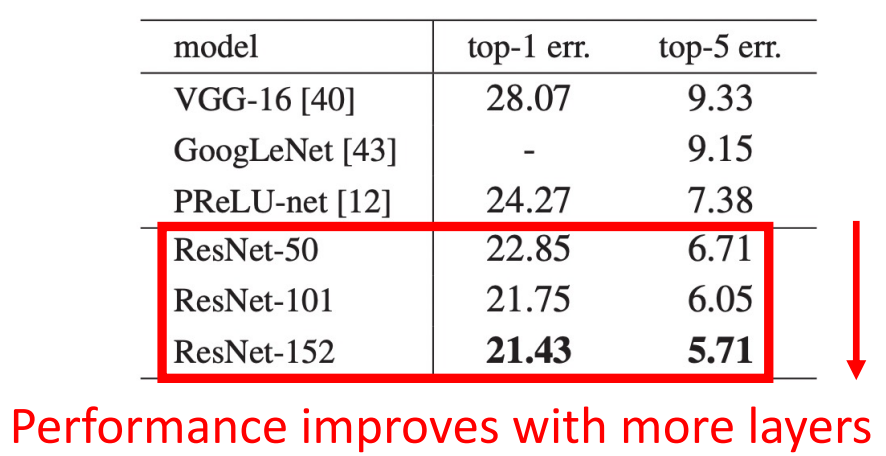 model top-1 err. top-5 err.
VGG-16 [40] 28.07 9.33
GoogLeNet [43] - 9.15
PReLU-net [12] 24.27 7.38
ResNet-50 22.85 6.71
ResNet-101 21.75 6.05
ResNet-152 21.43 5.71
Performance improves with more layers